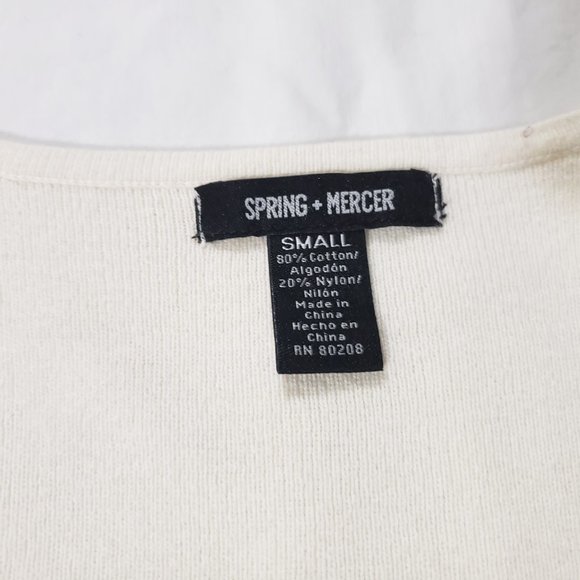 SPRING + MERCER
SMALL
80% Cotton/
Algodón
20% Nylon/
Nilón
Made in
China
Hecho en
China
RN 80208